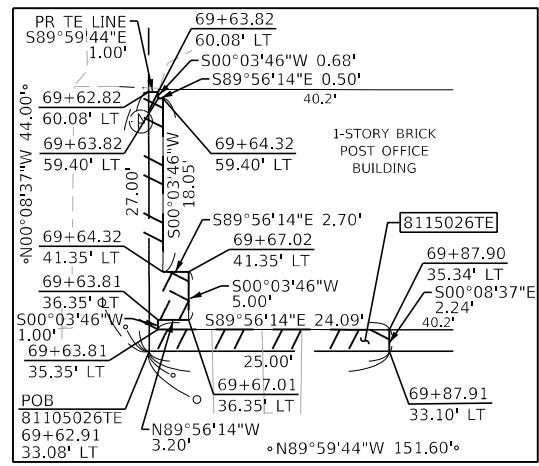 PR TE LINE
S89°59'44"E
1.00'
69+63.82
60.08' LT
S00°03'46"W 0.68'
S89°56'14"E 0.50'
40.2'
69+62.82
60.08' LT
69+63.82
59.40' LT
69+64.32
59.40' LT
1-STORY BRICK
POST OFFICE
BUILDING
N00°08'37"W 44.00'
27.00'
S00°03'46"W
18.05'
S89°56'14"E 2.70'
8115026TE
69+64.32
41.35' LT
69+67.02
41.35' LT
69+87.90
35.34' LT
69+63.81
36.35' LT
S00°03'46"W
5.00'
S00°08'37"E
2.24'
S00°03'46"W
1.00'
S89°56'14"E 24.09'
40.2'
69+63.81
35.35' LT
25.00'
POB
81105026TE
69+62.91
33.08' LT
69+67.01
36.35' LT
69+87.91
33.10' LT
N89°56'14"W
3.20'
N89°59'44"W 151.60'